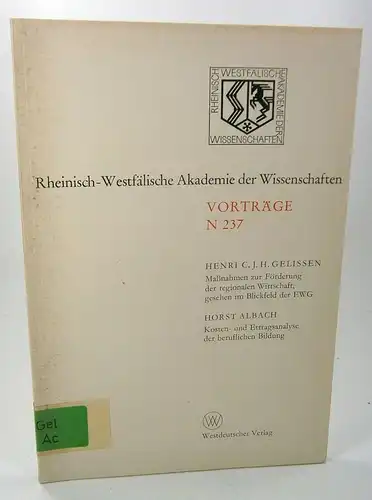 RHEINISCH
WESTFÄLISCHE
AKADEMIE DER
WISSENSCHAFTEN
Rheinisch-Westfälische Akademie der Wissenschaften
VORTRÄGE
N 237
HENRI C. J. H. GELISSEN
Maßnahmen zur Förderung
der regionalen Wirtschaft,
gesehen im Blickfeld der EWG
HORST ALBACH
Kosten- und Ertragsanalyse
der beruflichen Bildung
Gel
Ac
W
Westdeutscher Verlag